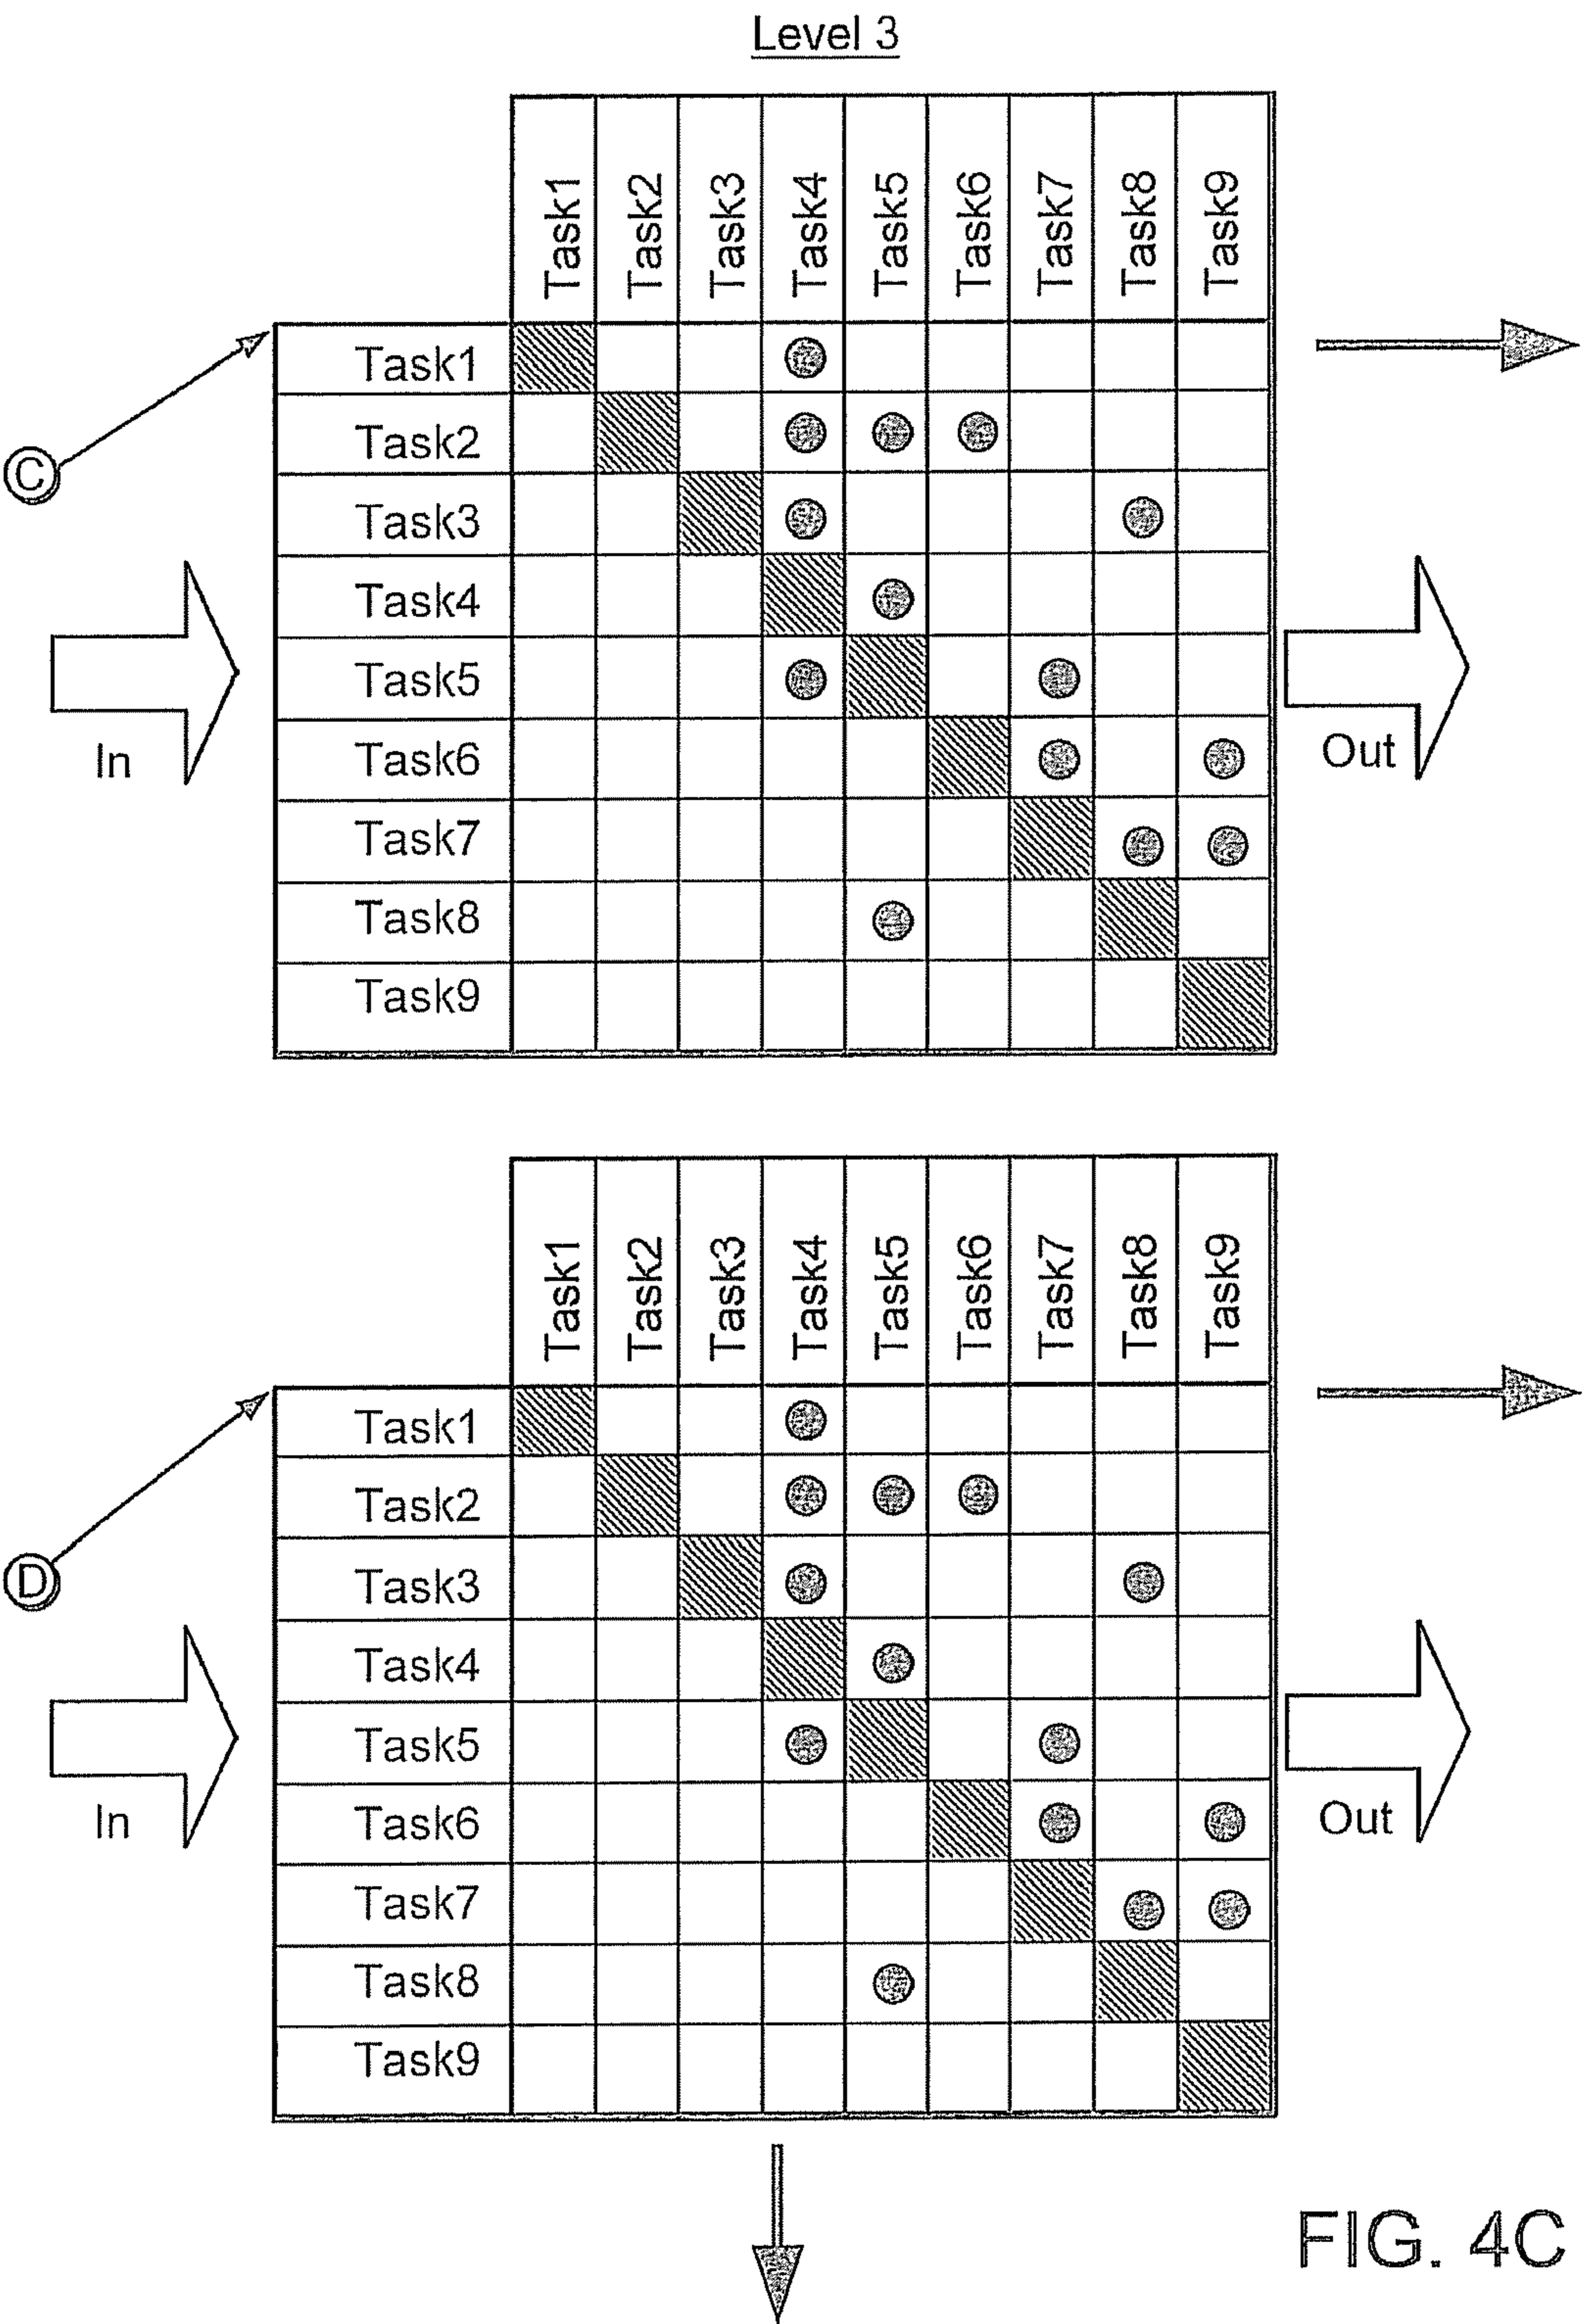 Level 3
Task1 Task2 Task3 Task4 Task5 Task6 Task7 Task8 Task9
Task1
C
Task2
Task3
Task4
Task5
In
Task6
Out
Task7
Task8
Task9
Task1 Task2 Task3 Task4 Task5 Task6 Task7 Task8 Task9
Task1
Task2
D
Task3
Task4
Task5
In
Task6
Out
Task7
Task8
Task9
FIG. 4C